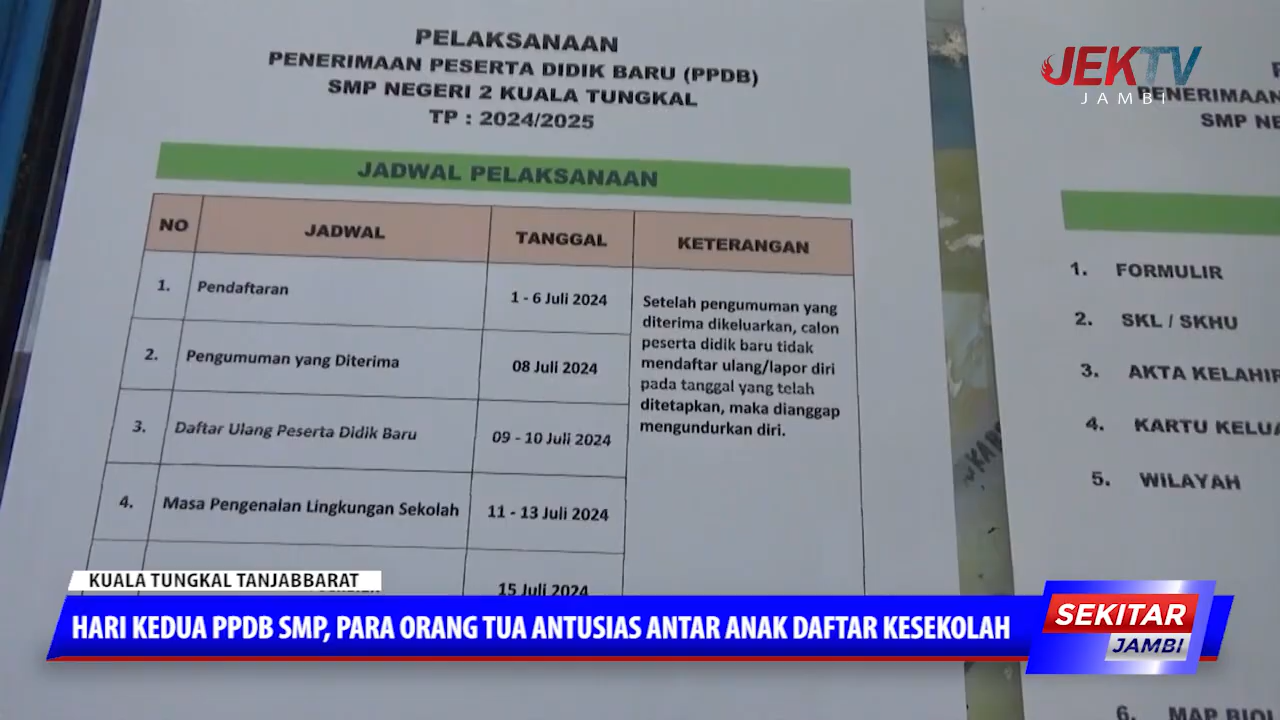 PELAKSANAAN
PENERIMAAN PESERTA DIDIK BARU (PPDB)
SMP NEGERI 2 KUALA TUNGKAL
TP : 2024/2025
JADWAL PELAKSANAAN
NO JADWAL TANGGAL KETERANGAN
1. Pendaftaran 1 - 6 Juli 2024
2. Pengumuman yang Diterima 08 Juli 2024
3. Daftar Ulang Peserta Didik Baru 09 - 10 Juli 2024
4. Masa Pengenalan Lingkungan Sekolah 11 - 13 Juli 2024
15 Juli 2024
Setelah pengumuman yang
diterima dikeluarkan, calon
peserta didik baru tidak
mendaftar ulang/lapor diri
pada tanggal yang telah
ditetapkan, maka dianggap
mengundurkan diri.
JEKTV
JAMBI
PENERIMAAN
SMP
1. FORMULIR
2. SKL / SKHU
3. AKTA
4. KARTU
5. WILAYAH
6. MAP
KUALA TUNGKAL TANJABBARAT
HARI KEDUA PPDB SMP, PARA ORANG TUA ANTUSIAS ANTAR ANAK DAFTAR KESEKOLAH
SEKITAR
JAMBI